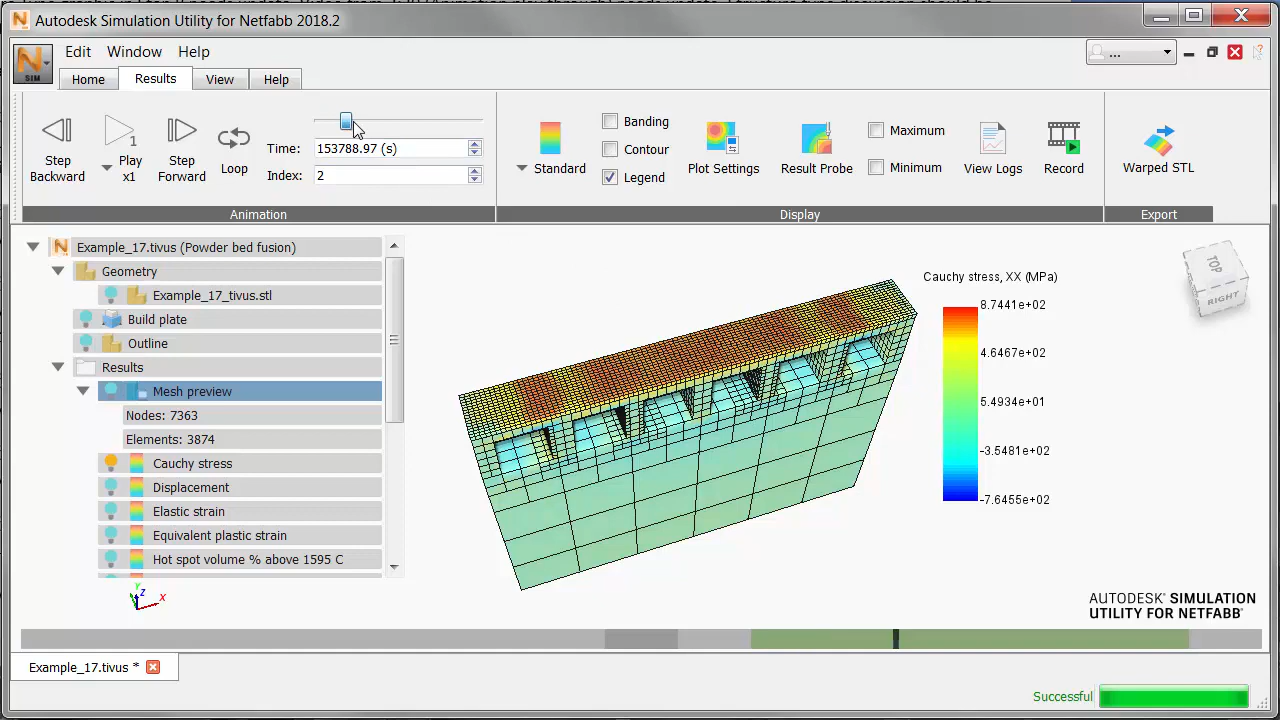 Autodesk Simulation Utility for Netfabb 2018.2
SIM
Edit Window Help
...
Home Results View Help
Step Backward
Play x1
Step Forward
Loop
Time: 153788.97 (s)
Index: 2
Animation
Standard
Banding
Contour
Legend
Plot Settings
Result Probe
Maximum
Minimum
View Logs
Record
Display
Warped STL
Export
Example_17.tivus (Powder bed fusion)
Geometry
Example_17_tivus.stl
Build plate
Outline
Results
Mesh preview
Nodes: 7363
Elements: 3874
Cauchy stress
Displacement
Elastic strain
Equivalent plastic strain
Hot spot volume % above 1595 C
Y
Z
X
Cauchy stress, XX (MPa)
8.7441e+02
4.6467e+02
5.4934e+01
-3.5481e+02
-7.6455e+02
TOP
RIGHT
AUTODESK® SIMULATION
UTILITY FOR NETFABB®
Example_17.tivus *
Successful